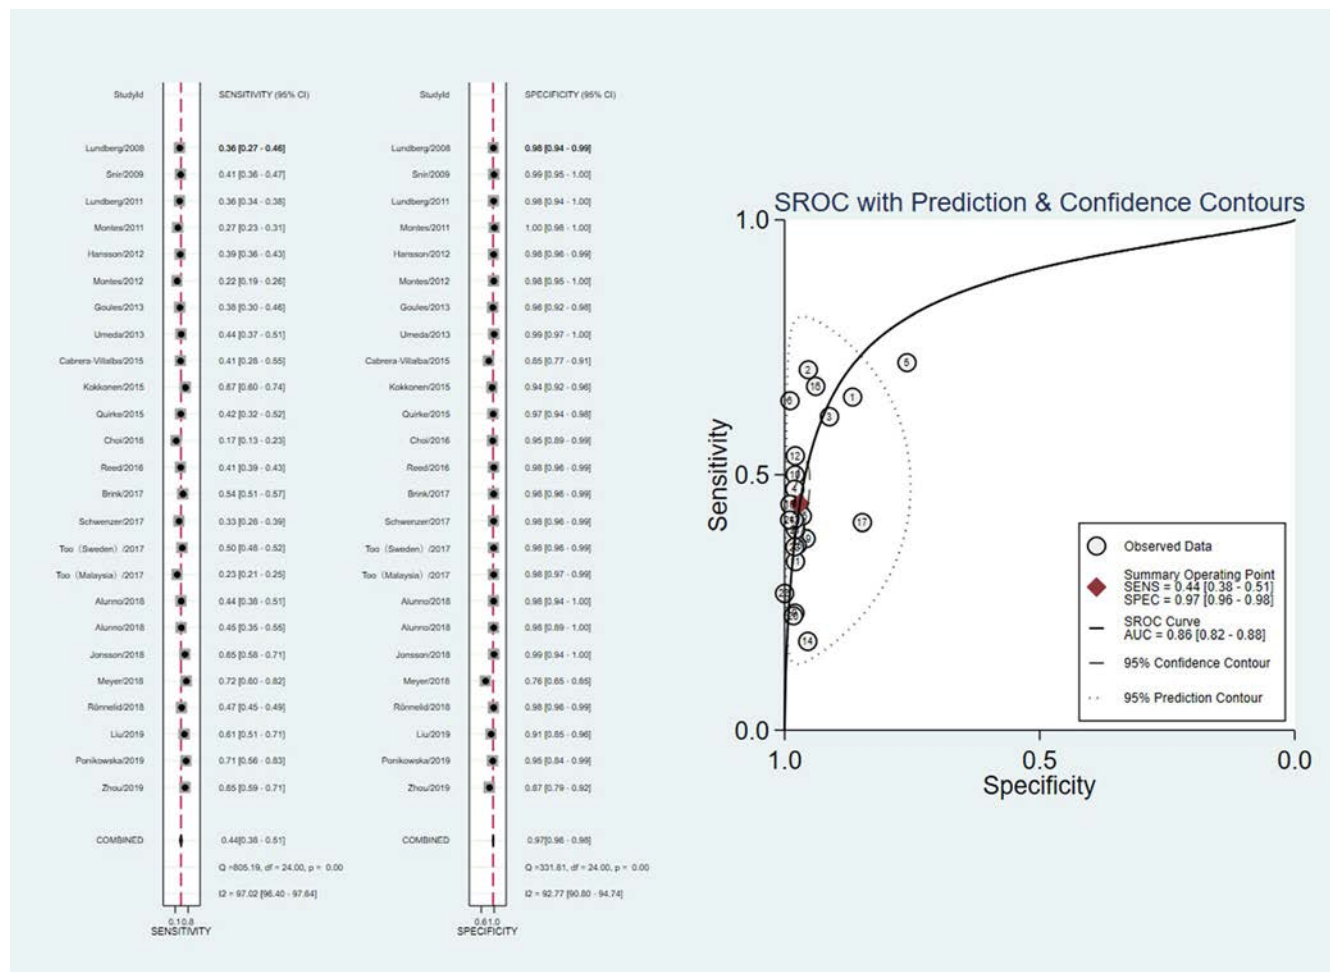 StudyId SENSITIVITY (95% CI) StudyId SPECIFICITY (95% CI)
Lundberg/2008 0.36 [0.27 - 0.46] Lundberg/2008 0.98 [0.94 - 0.99]
Snir/2009 0.41 [0.36 - 0.47] Snir/2009 0.99 [0.95 - 1.00]
Lundberg/2011 0.36 [0.34 - 0.38] Lundberg/2011 0.98 [0.94 - 1.00]
Montes/2011 0.27 [0.23 - 0.31] Montes/2011 1.00 [0.98 - 1.00]
Hansson/2012 0.39 [0.36 - 0.43] Hansson/2012 0.98 [0.96 - 0.99]
Montes/2012 0.22 [0.19 - 0.26] Montes/2012 0.98 [0.95 - 1.00]
Goules/2013 0.38 [0.30 - 0.46] Goules/2013 0.96 [0.92 - 0.98]
Umeda/2013 0.44 [0.37 - 0.51] Umeda/2013 0.99 [0.97 - 1.00]
Cabrera-Villalba/2015 0.41 [0.28 - 0.55] Cabrera-Villalba/2015 0.85 [0.77 - 0.91]
Kokkonen/2015 0.67 [0.60 - 0.74] Kokkonen/2015 0.94 [0.92 - 0.96]
Quirke/2015 0.42 [0.32 - 0.52] Quirke/2015 0.97 [0.94 - 0.98]
Choi/2016 0.17 [0.13 - 0.23] Choi/2016 0.95 [0.89 - 0.99]
Reed/2016 0.41 [0.39 - 0.43] Reed/2016 0.98 [0.96 - 0.99]
Brink/2017 0.54 [0.51 - 0.57] Brink/2017 0.98 [0.96 - 0.99]
Schwenzer/2017 0.33 [0.26 - 0.39] Schwenzer/2017 0.98 [0.96 - 0.99]
Too（Sweden）/2017 0.50 [0.48 - 0.52] Too（Sweden）/2017 0.98 [0.96 - 0.99]
Too（Malaysia）/2017 0.23 [0.21 - 0.25] Too（Malaysia）/2017 0.98 [0.97 - 0.99]
Alunno/2018 0.44 [0.38 - 0.51] Alunno/2018 0.98 [0.94 - 1.00]
Alunno/2018 0.45 [0.35 - 0.55] Alunno/2018 0.98 [0.89 - 1.00]
Jonsson/2018 0.65 [0.58 - 0.71] Jonsson/2018 0.99 [0.94 - 1.00]
Meyer/2018 0.72 [0.60 - 0.82] Meyer/2018 0.76 [0.65 - 0.85]
Rönnelid/2018 0.47 [0.45 - 0.49] Rönnelid/2018 0.98 [0.96 - 0.99]
Liu/2019 0.61 [0.51 - 0.71] Liu/2019 0.91 [0.85 - 0.96]
Ponikowska/2019 0.71 [0.56 - 0.83] Ponikowska/2019 0.95 [0.84 - 0.99]
Zhou/2019 0.65 [0.59 - 0.71] Zhou/2019 0.87 [0.79 - 0.92]
COMBINED 0.44[0.38 - 0.51] COMBINED 0.97[0.96 - 0.98]
Q =805.19, df = 24.00, p = 0.00 Q =331.81, df = 24.00, p = 0.00
I2 = 97.02 [96.40 - 97.64] I2 = 92.77 [90.80 - 94.74]
0.1 0.8 0.6 1.0
SENSITIVITY SPECIFICITY
SROC with Prediction & Confidence Contours
1.0
0.5
0.0
Sensitivity
2
1
3
12
17
14
Observed Data
Summary Operating Point
SENS = 0.44 [0.38 - 0.51]
SPEC = 0.97 [0.96 - 0.98]
SROC Curve
AUC = 0.86 [0.82 - 0.88]
95% Confidence Contour
95% Prediction Contour
1.0 0.5 0.0
Specificity